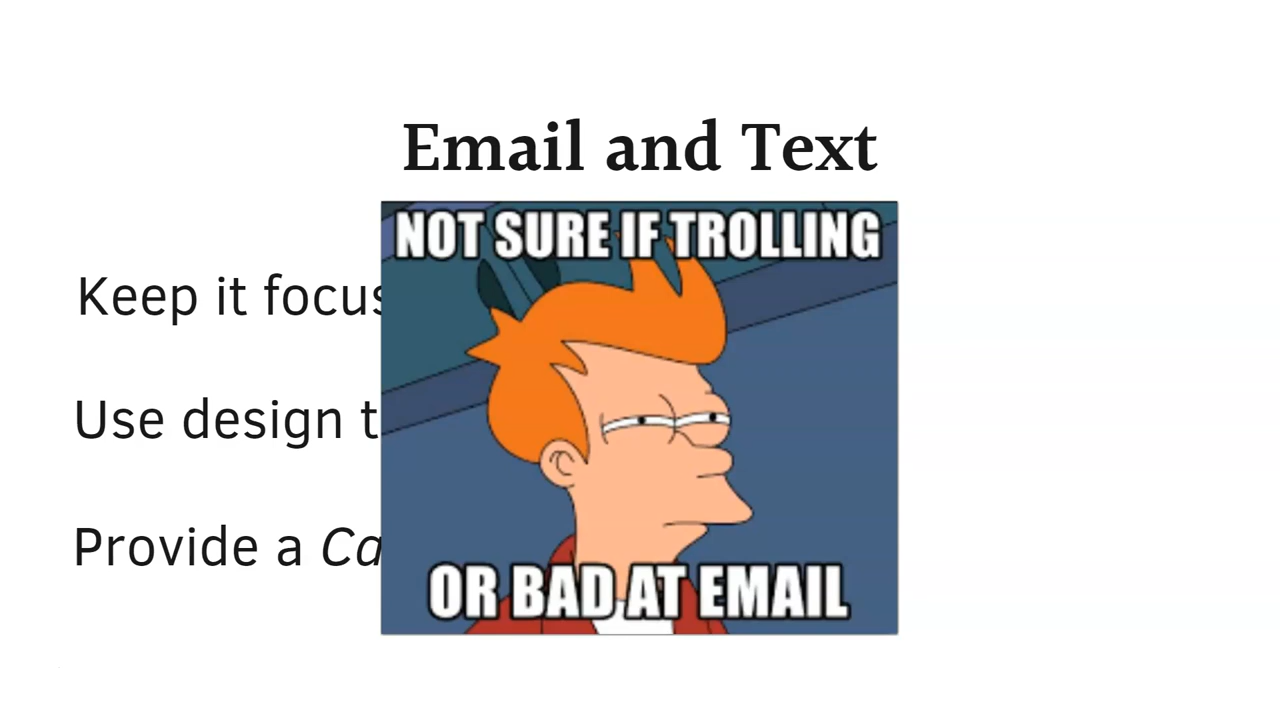 Email and Text
NOT SURE IF TROLLING
Keep it focus
Use design t
Provide a Ca
OR BAD AT EMAIL